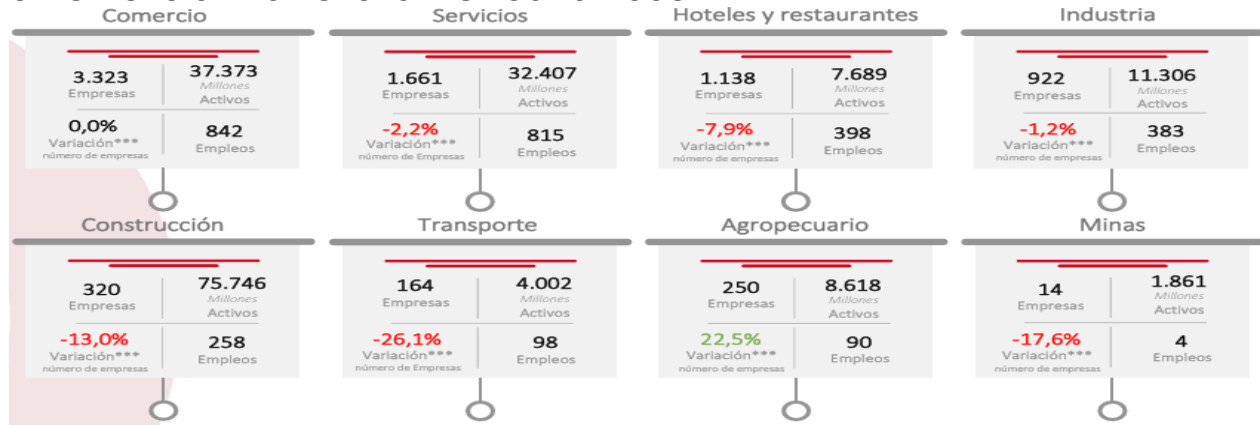 Comercio
3.323
Empresas
37.373
Millones
Activos
0,0%
Variación***
número de empresas
842
Empleos
Servicios
1.661
Empresas
32.407
Millones
Activos
-2,2%
Variación***
número de Empresas
815
Empleos
Hoteles y restaurantes
1.138
Empresas
7.689
Millones
Activos
-7,9%
Variación***
número de empresas
398
Empleos
Industria
922
Empresas
11.306
Millones
Activos
-1,2%
Variación***
número de empresas
383
Empleos
Construcción
320
Empresas
75.746
Millones
Activos
-13,0%
Variación***
número de empresas
258
Empleos
Transporte
164
Empresas
4.002
Millones
Activos
-26,1%
Variación***
número de Empresas
98
Empleos
Agropecuario
250
Empresas
8.618
Millones
Activos
22,5%
Variación***
número de empresas
90
Empleos
Minas
14
Empresas
1.861
Millones
Activos
-17,6%
Variación***
número de empresas
4
Empleos